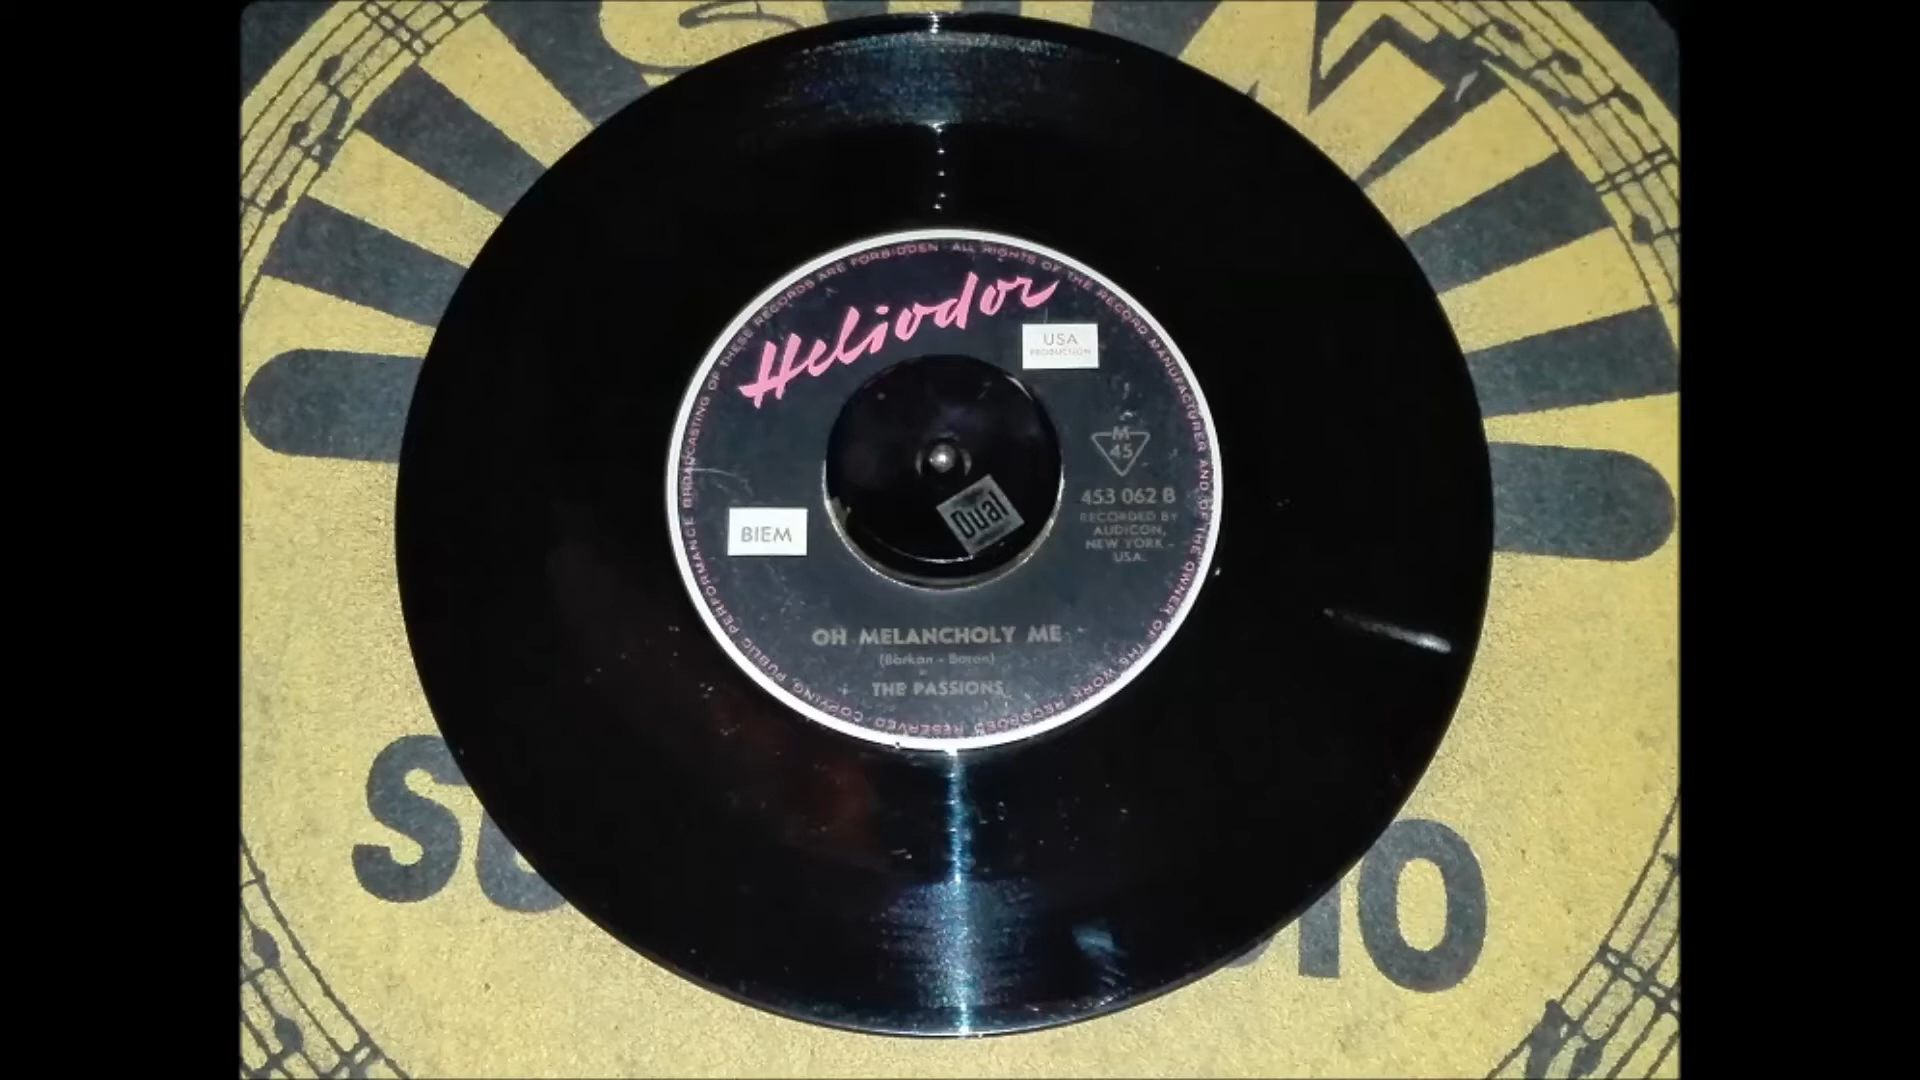 PUBLIC PERFORMANCE BROADCASTING OF THESE RECORDS ARE FORBIDDEN · ALL RIGHTS OF THE RECORD MANUFACTURER AND OF THE OWNER OF THE WORK RECORDED RESERVED · COPYING
Heliodor
USA
PRODUCTION
M
45
453 062 B
RECORDED BY
AUDICON,
NEW YORK -
USA.
BIEM
Dual
OH MELANCHOLY ME
(Barkan - Baron)
THE PASSIONS